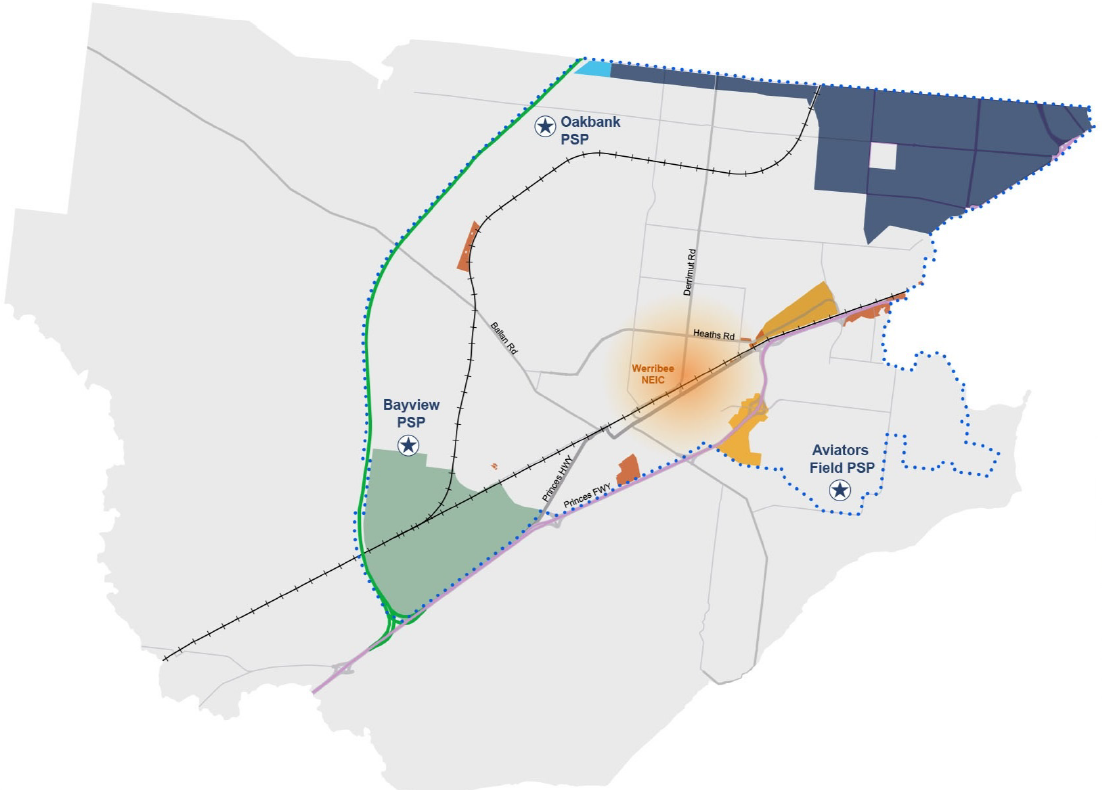 Oakbank
PSP
Derrimut Rd
Heaths Rd
Ballan Rd
Werribee
NEIC
Bayview
PSP
Princes HWY
Princes FWY
Aviators
Field PSP